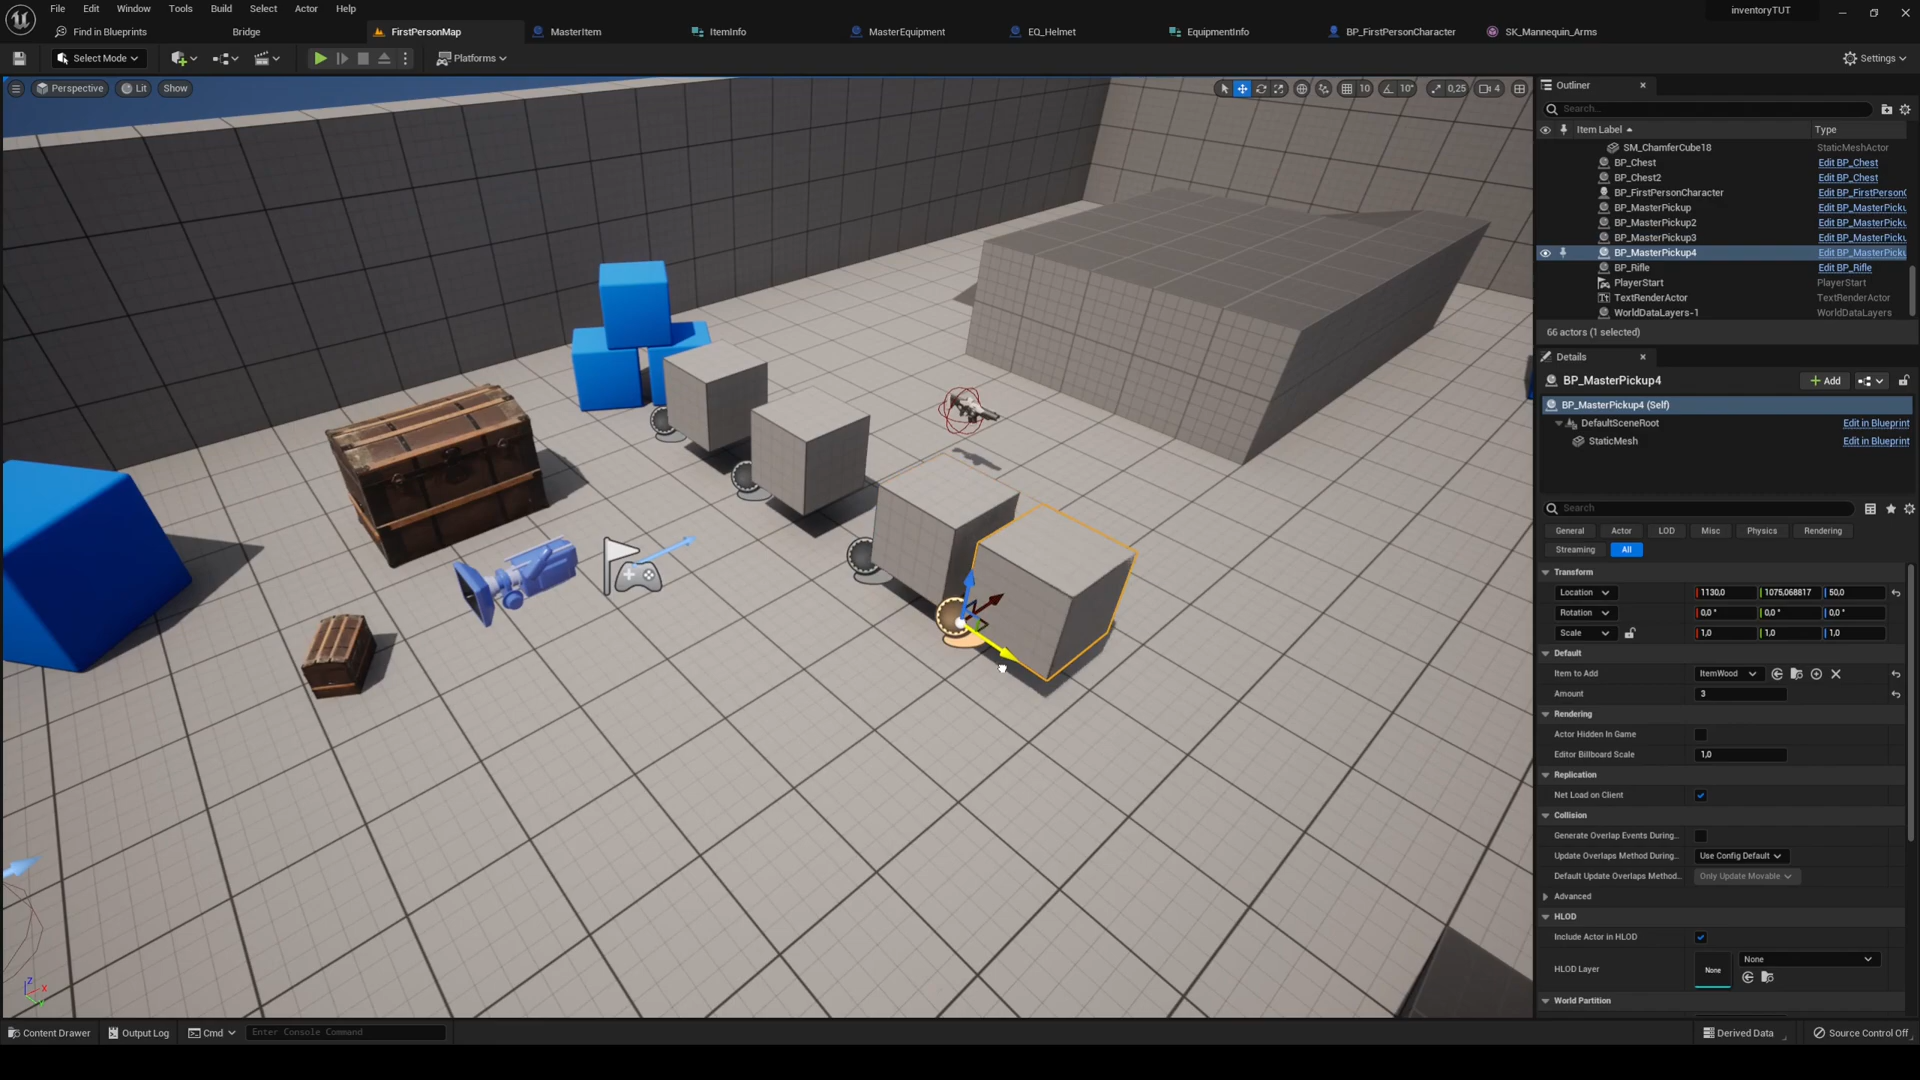 File Edit Window Tools Build Select Actor Help
inventoryTUT
Find in Blueprints Bridge FirstPersonMap MasterItem ItemInfo MasterEquipment EQ_Helmet EquipmentInfo BP_FirstPersonCharacter SK_Mannequin_Arms
Select Mode Platforms Settings
Perspective Lit Show 10 10° 0,25 4
Outliner
Search...
Item Label Type
SM_ChamferCube18 StaticMeshActor
BP_Chest Edit BP_Chest
BP_Chest2 Edit BP_Chest
BP_FirstPersonCharacter Edit BP_FirstPerson(
BP_MasterPickup Edit BP_MasterPicku
BP_MasterPickup2 Edit BP_MasterPicku
BP_MasterPickup3 Edit BP_MasterPicku
BP_MasterPickup4 Edit BP_MasterPicku
BP_Rifle Edit BP_Rifle
PlayerStart PlayerStart
TextRenderActor TextRenderActor
WorldDataLayers-1 WorldDataLayers
66 actors (1 selected)
Details
BP_MasterPickup4 Add
BP_MasterPickup4 (Self)
DefaultSceneRoot Edit in Blueprint
StaticMesh Edit in Blueprint
Search
General Actor LOD Misc Physics Rendering
Streaming All
Transform
Location 1130,0 1075,068817 50,0
Rotation 0,0 ° 0,0 ° 0,0 °
Scale 1,0 1,0 1,0
Default
Item to Add ItemWood
Amount 3
Rendering
Actor Hidden In Game
Editor Billboard Scale 1,0
Replication
Net Load on Client
Collision
Generate Overlap Events During...
Update Overlaps Method During... Use Config Default
Default Update Overlaps Method... Only Update Movable
Advanced
HLOD
Include Actor in HLOD
HLOD Layer None None
World Partition
Z X Y
Content Drawer Output Log Cmd Enter Console Command Derived Data Source Control Off